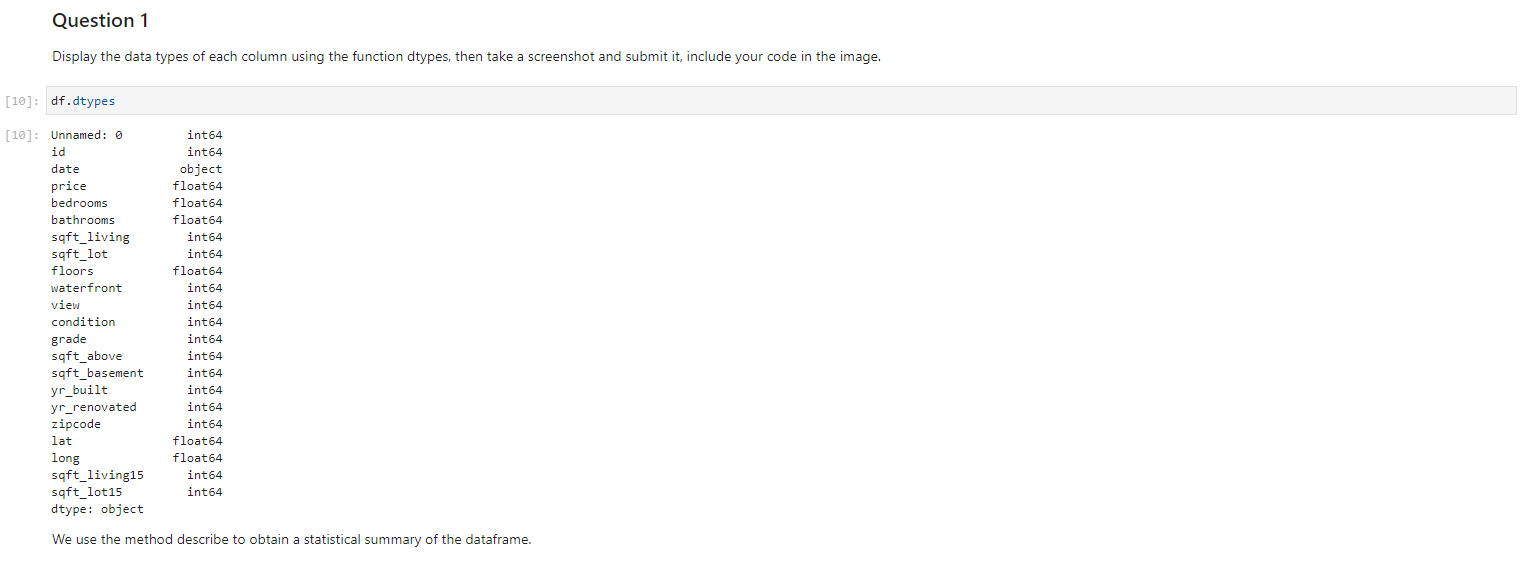 Question 1
Display the data types of each column using the function dtypes, then take a screenshot and submit it, include your code in the image.
[10]: df.dtypes
[10]: Unnamed: 0 int64
id int64
date object
price float64
bedrooms float64
bathrooms float64
sqft_living int64
sqft_lot int64
floors float64
waterfront int64
view int64
condition int64
grade int64
sqft_above int64
sqft_basement int64
yr_built int64
yr_renovated int64
zipcode int64
lat float64
long float64
sqft_living15 int64
sqft_lot15 int64
dtype: object
We use the method describe to obtain a statistical summary of the dataframe.